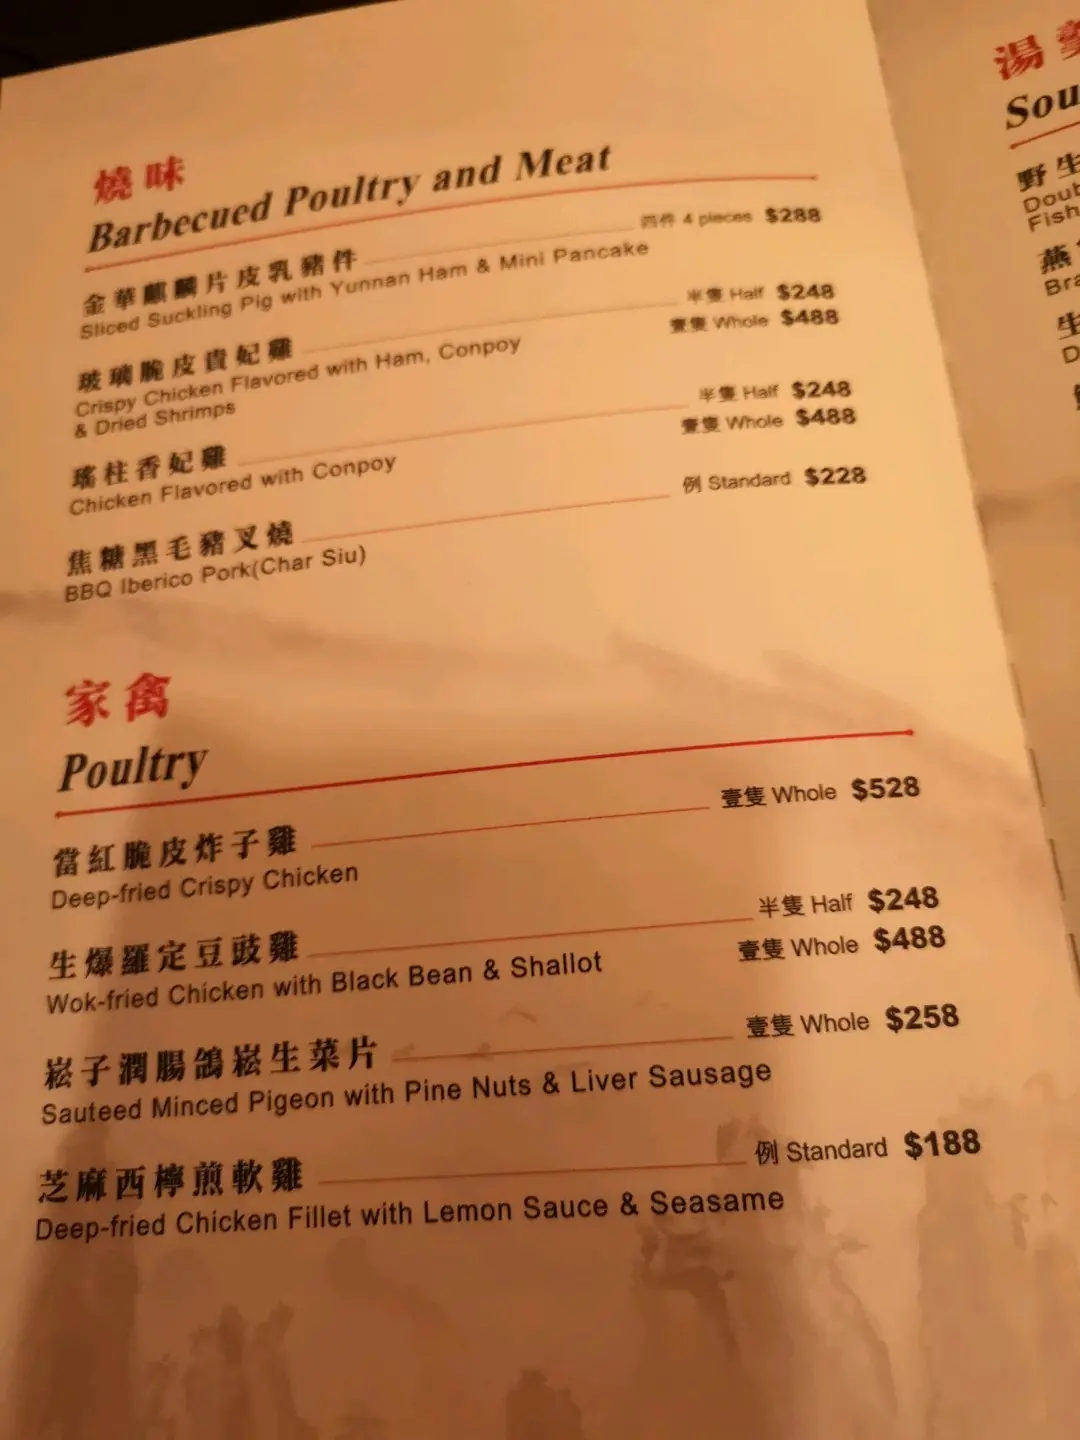 燒味
Barbecued Poultry and Meat
金華麒麟片皮乳豬件 四件 4 pieces $288
Sliced Suckling Pig with Yunnan Ham & Mini Pancake
半隻 Half $248
玻璃脆皮貴妃雞 壹隻 Whole $488
Crispy Chicken Flavored with Ham, Conpoy
& Dried Shrimps
半隻 Half $248
瑤柱香妃雞 壹隻 Whole $488
Chicken Flavored with Conpoy
焦糖黑毛豬叉燒 例 Standard $228
BBQ Iberico Pork(Char Siu)
家禽
Poultry
當紅脆皮炸子雞 壹隻 Whole $528
Deep-fried Crispy Chicken
生爆羅定豆豉雞 半隻 Half $248
壹隻 Whole $488
Wok-fried Chicken with Black Bean & Shallot
崧子潤腸鴿崧生菜片 壹隻 Whole $258
Sauteed Minced Pigeon with Pine Nuts & Liver Sausage
芝麻西檸煎軟雞 例 Standard $188
Deep-fried Chicken Fillet with Lemon Sauce & Seasame
湯
野生
Fish
燕
生